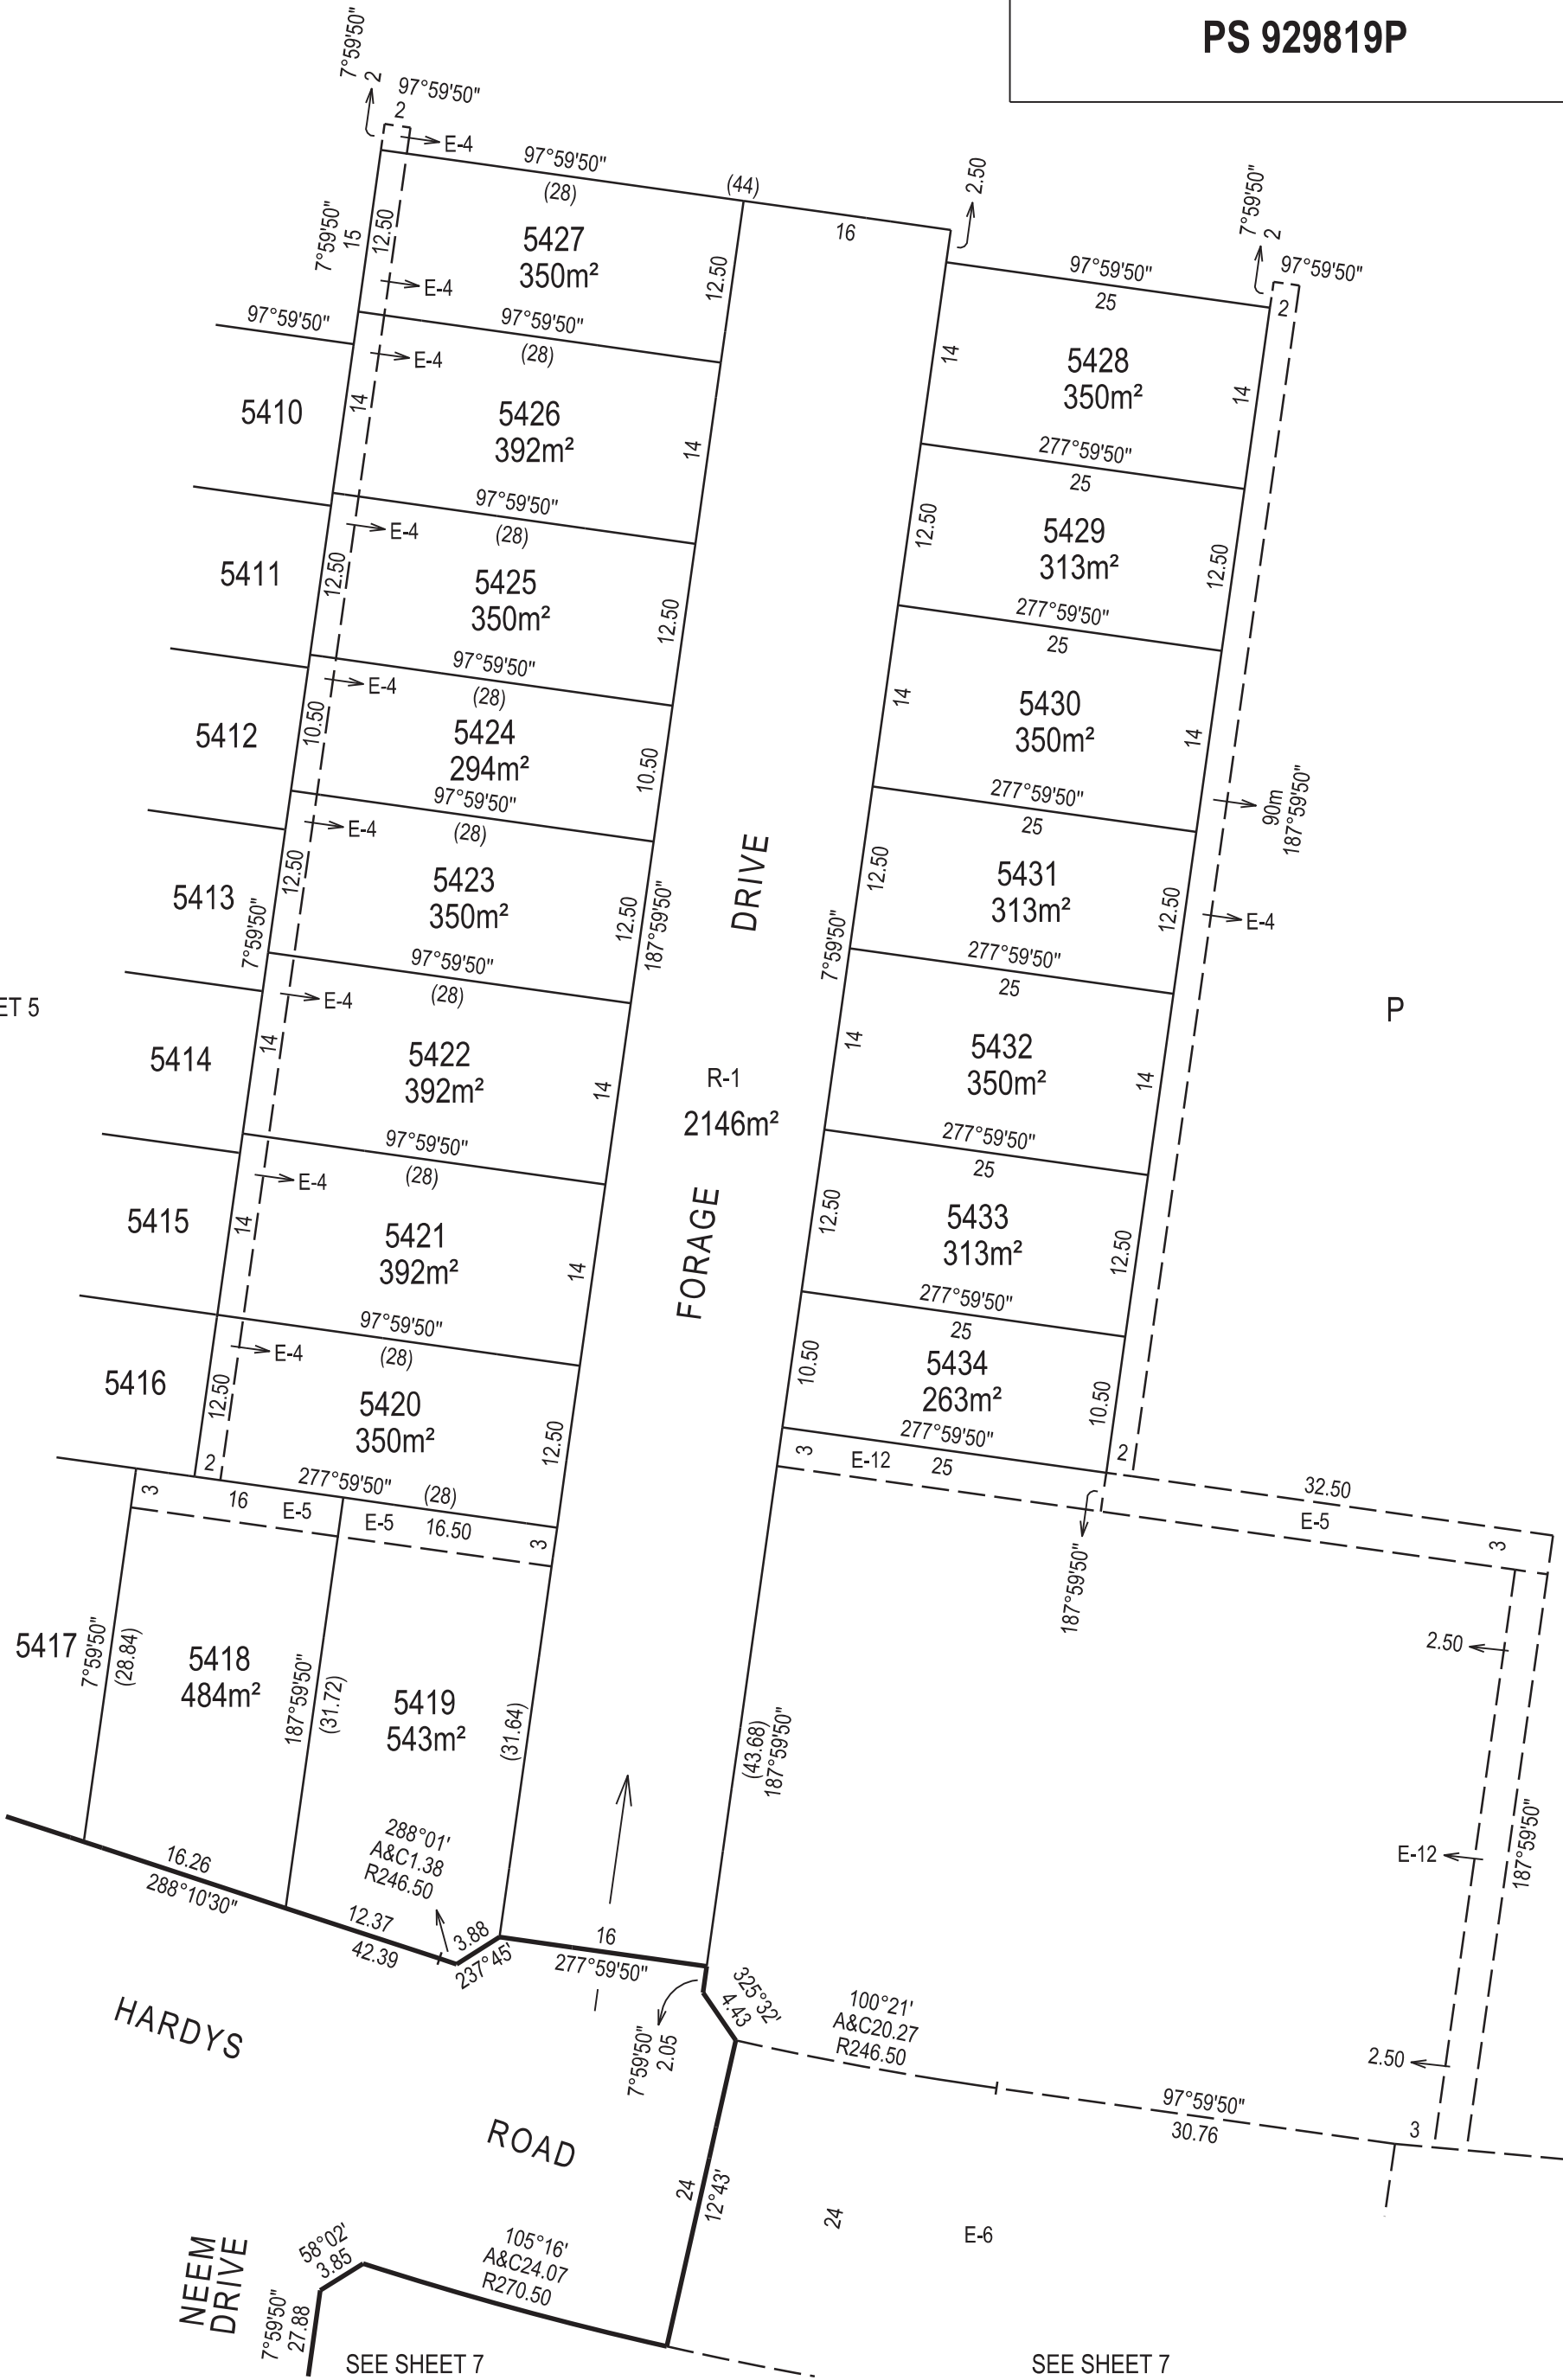 PS 929819P
7°59'50"
2
97°59'50"
2
E-4
97°59'50"
(28)
(44)
16
2.50
7°59'50"
2
97°59'50"
2
7°59'50"
15
12.50
5427
350m²
12.50
E-4
97°59'50"
25
97°59'50"
97°59'50"
(28)
E-4
14
5428
350m²
14
5410
14
5426
392m²
14
277°59'50"
25
97°59'50"
(28)
E-4
12.50
5429
313m²
12.50
5411
12.50
5425
350m²
12.50
277°59'50"
25
97°59'50"
(28)
E-4
14
5430
350m²
14
5412
10.50
5424
294m²
10.50
97°59'50"
(28)
E-4
277°59'50"
25
90m
187°59'50"
5413
12.50
7°59'50"
5423
350m²
12.50
187°59'50"
DRIVE
12.50
7°59'50"
5431
313m²
12.50
E-4
97°59'50"
(28)
E-4
277°59'50"
25
ET 5
P
5414
14
5422
392m²
14
R-1
2146m²
14
5432
350m²
14
97°59'50"
(28)
E-4
277°59'50"
25
5415
14
5421
392m²
14
FORAGE
12.50
5433
313m²
12.50
97°59'50"
(28)
E-4
277°59'50"
25
5416
12.50
5420
350m²
12.50
10.50
5434
263m²
10.50
277°59'50"
25
3
E-12
2
2
277°59'50"
(28)
3
16
E-5
E-5
16.50
3
32.50
E-5
3
187°59'50"
5417
7°59'50"
(28.84)
5418
484m²
187°59'50"
(31.72)
5419
543m²
(31.64)
(43.68)
187°59'50"
2.50
E-12
187°59'50"
288°01'
A&C1.38
R246.50
16.26
288°10'30"
12.37
42.39
3.88
237°45'
16
277°59'50"
7°59'50"
2.05
325°32'
4.43
100°21'
A&C20.27
R246.50
2.50
97°59'50"
30.76
3
HARDYS
ROAD
24
12°43'
24
E-6
NEEM
DRIVE
58°02'
3.85
7°59'50"
27.88
105°16'
A&C24.07
R270.50
SEE SHEET 7
SEE SHEET 7